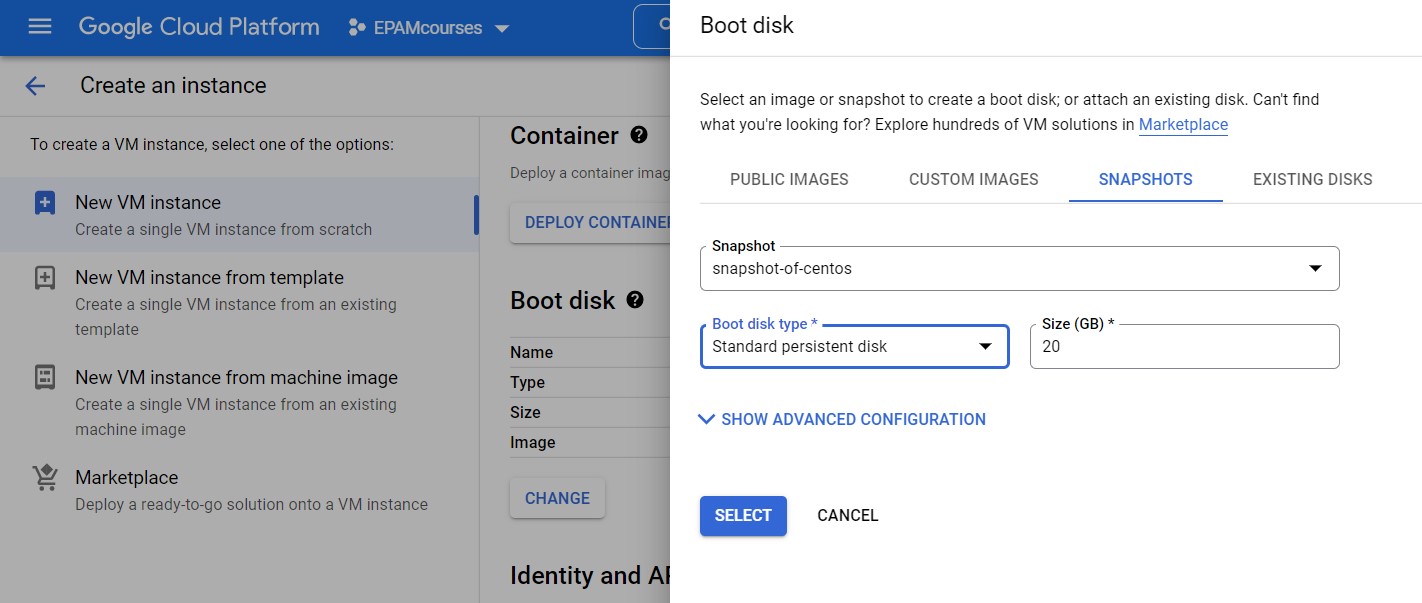 Google Cloud Platform
EPAMcourses
Create an instance
To create a VM instance, select one of the options:
New VM instance
Create a single VM instance from scratch
New VM instance from template
Create a single VM instance from an existing
template
New VM instance from machine image
Create a single VM instance from an existing
machine image
Marketplace
Deploy a ready-to-go solution onto a VM instance
Container
Deploy a container imag
DEPLOY CONTAINE
Boot disk
Name
Type
Size
Image
CHANGE
Identity and AP
Boot disk
Select an image or snapshot to create a boot disk; or attach an existing disk. Can't find
what you're looking for? Explore hundreds of VM solutions in Marketplace
PUBLIC IMAGES CUSTOM IMAGES SNAPSHOTS EXISTING DISKS
Snapshot
snapshot-of-centos
Boot disk type *
Standard persistent disk
Size (GB) *
20
SHOW ADVANCED CONFIGURATION
SELECT CANCEL